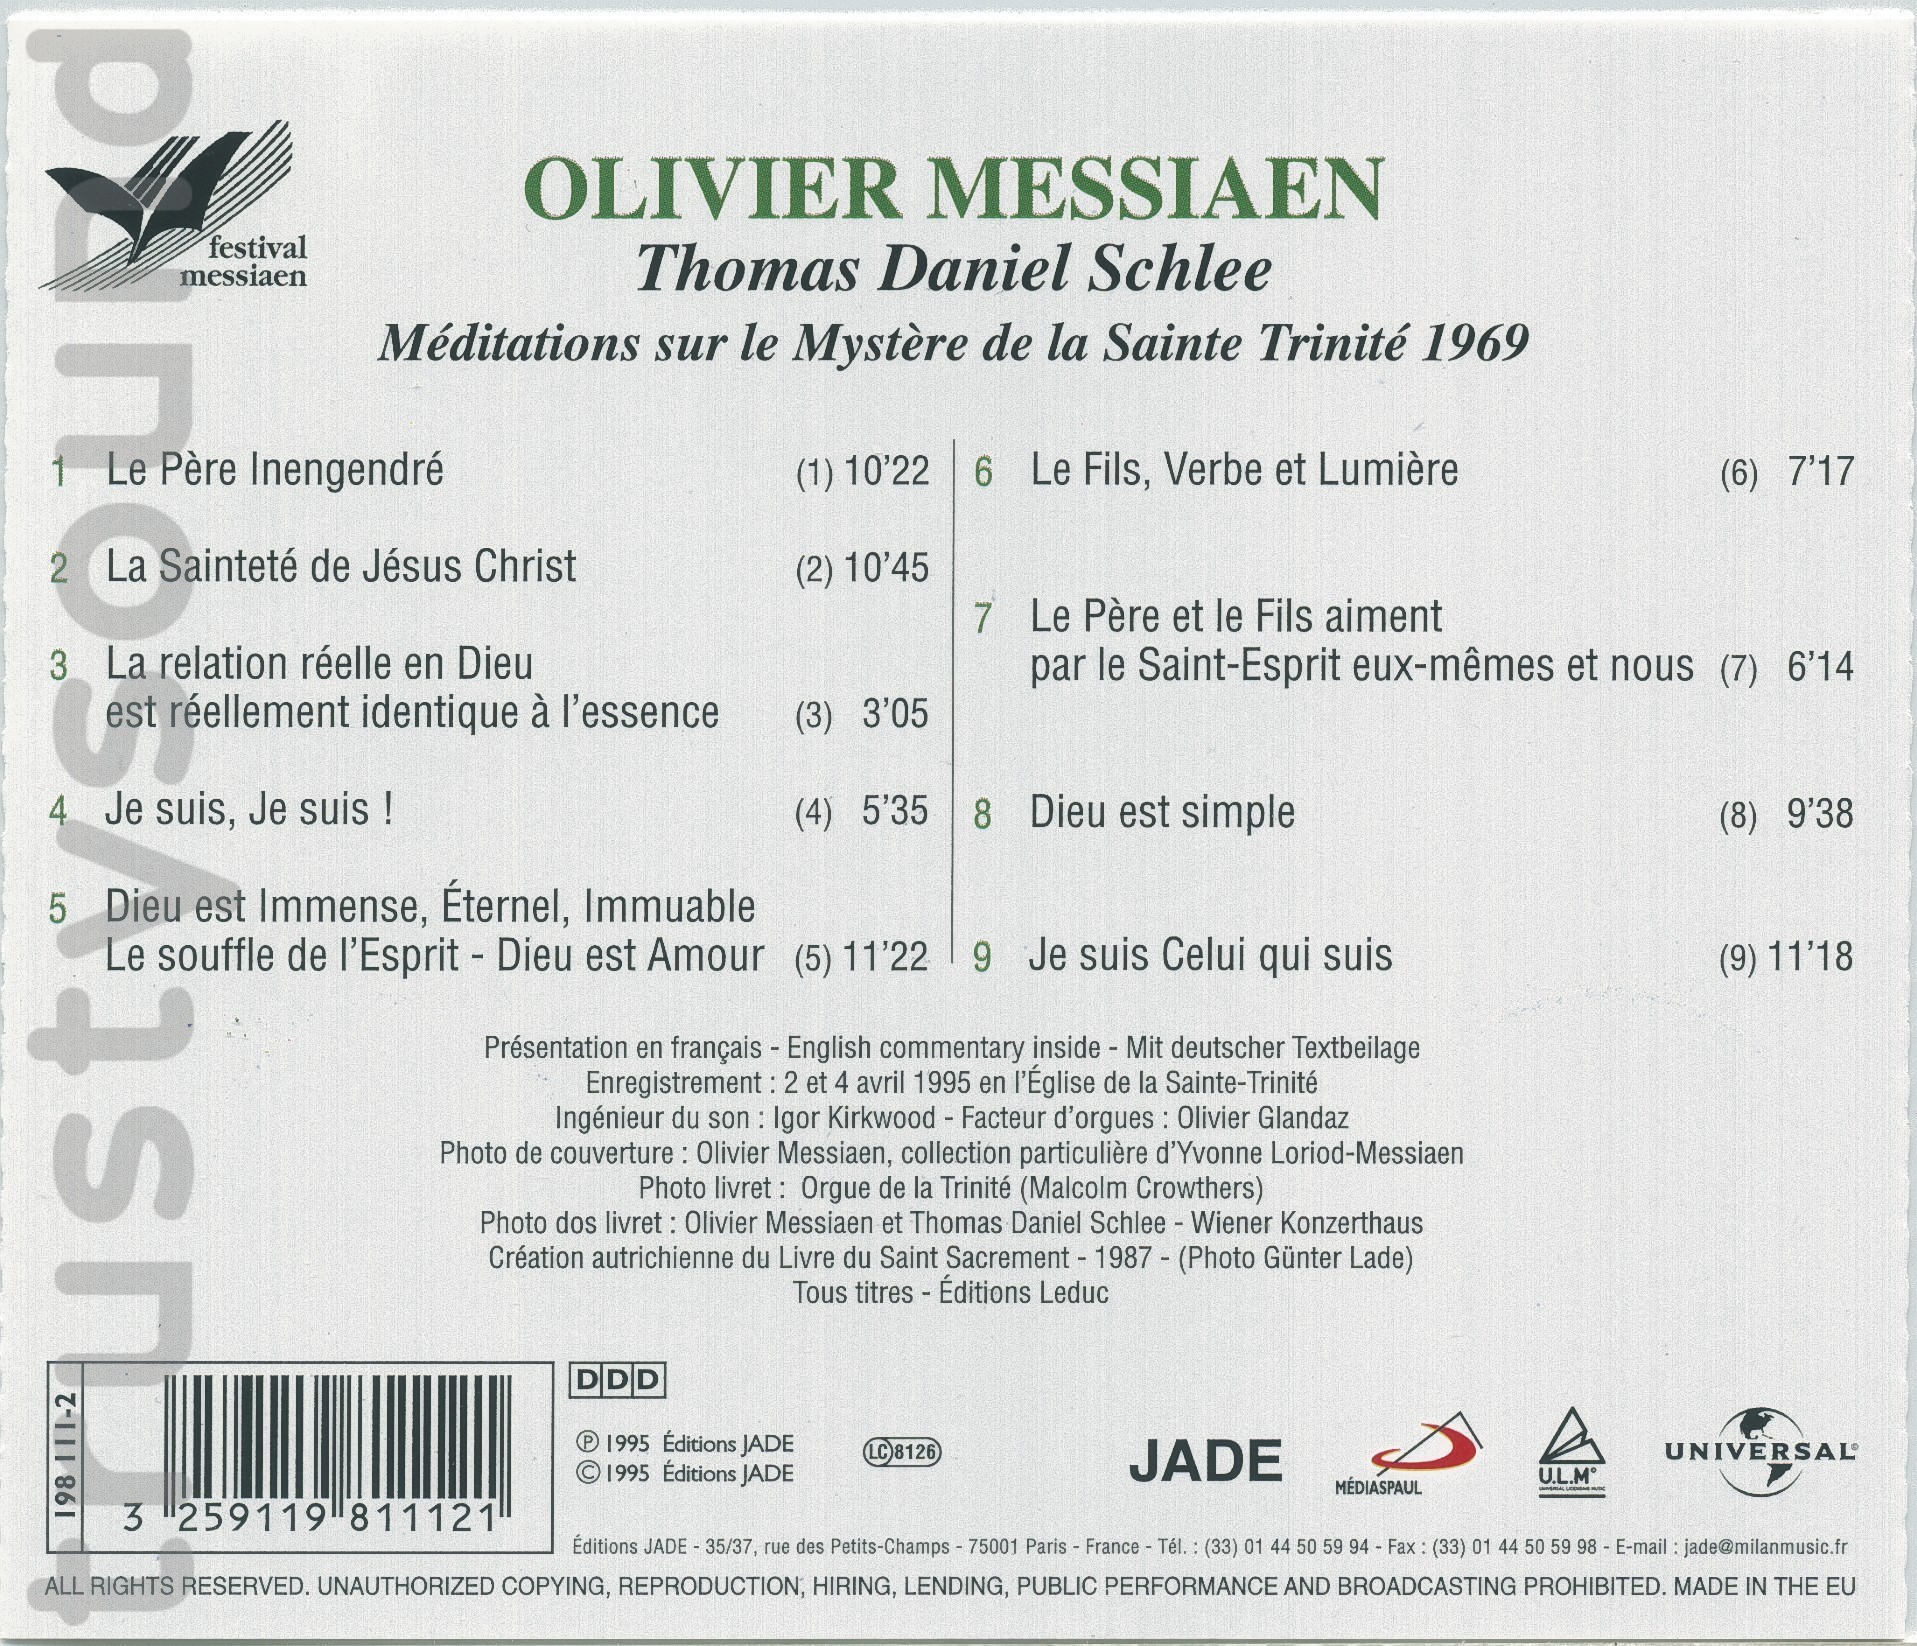 trustysound
festival
messiaen
OLIVIER MESSIAEN
Thomas Daniel Schlee
Méditations sur le Mystère de la Sainte Trinité 1969
1 Le Père Inengendré (1) 10'22
2 La Sainteté de Jésus Christ (2) 10'45
3 La relation réelle en Dieu
est réellement identique à l'essence (3) 3'05
4 Je suis, Je suis ! (4) 5'35
5 Dieu est Immense, Éternel, Immuable
Le souffle de l'Esprit - Dieu est Amour (5) 11'22
6 Le Fils, Verbe et Lumière (6) 7'17
7 Le Père et le Fils aiment
par le Saint-Esprit eux-mêmes et nous (7) 6'14
8 Dieu est simple (8) 9'38
9 Je suis Celui qui suis (9) 11'18
Présentation en français - English commentary inside - Mit deutscher Textbeilage
Enregistrement : 2 et 4 avril 1995 en l'Église de la Sainte-Trinité
Ingénieur du son : Igor Kirkwood - Facteur d'orgues : Olivier Glandaz
Photo de couverture : Olivier Messiaen, collection particulière d'Yvonne Loriod-Messiaen
Photo livret : Orgue de la Trinité (Malcolm Crowthers)
Photo dos livret : Olivier Messiaen et Thomas Daniel Schlee - Wiener Konzerthaus
Création autrichienne du Livre du Saint Sacrement - 1987 - (Photo Günter Lade)
Tous titres - Éditions Leduc
198 111-2
3 259119 811121
DDD
℗ 1995 Éditions JADE
© 1995 Éditions JADE
LC 8126
JADE
MÉDIASPAUL
U.L.M°
UNIVERSAL LICENSING MUSIC
UNIVERSAL®
Éditions JADE - 35/37, rue des Petits-Champs - 75001 Paris - France - Tél. : (33) 01 44 50 59 94 - Fax : (33) 01 44 50 59 98 - E-mail : jade@milanmusic.fr
ALL RIGHTS RESERVED. UNAUTHORIZED COPYING, REPRODUCTION, HIRING, LENDING, PUBLIC PERFORMANCE AND BROADCASTING PROHIBITED. MADE IN THE EU